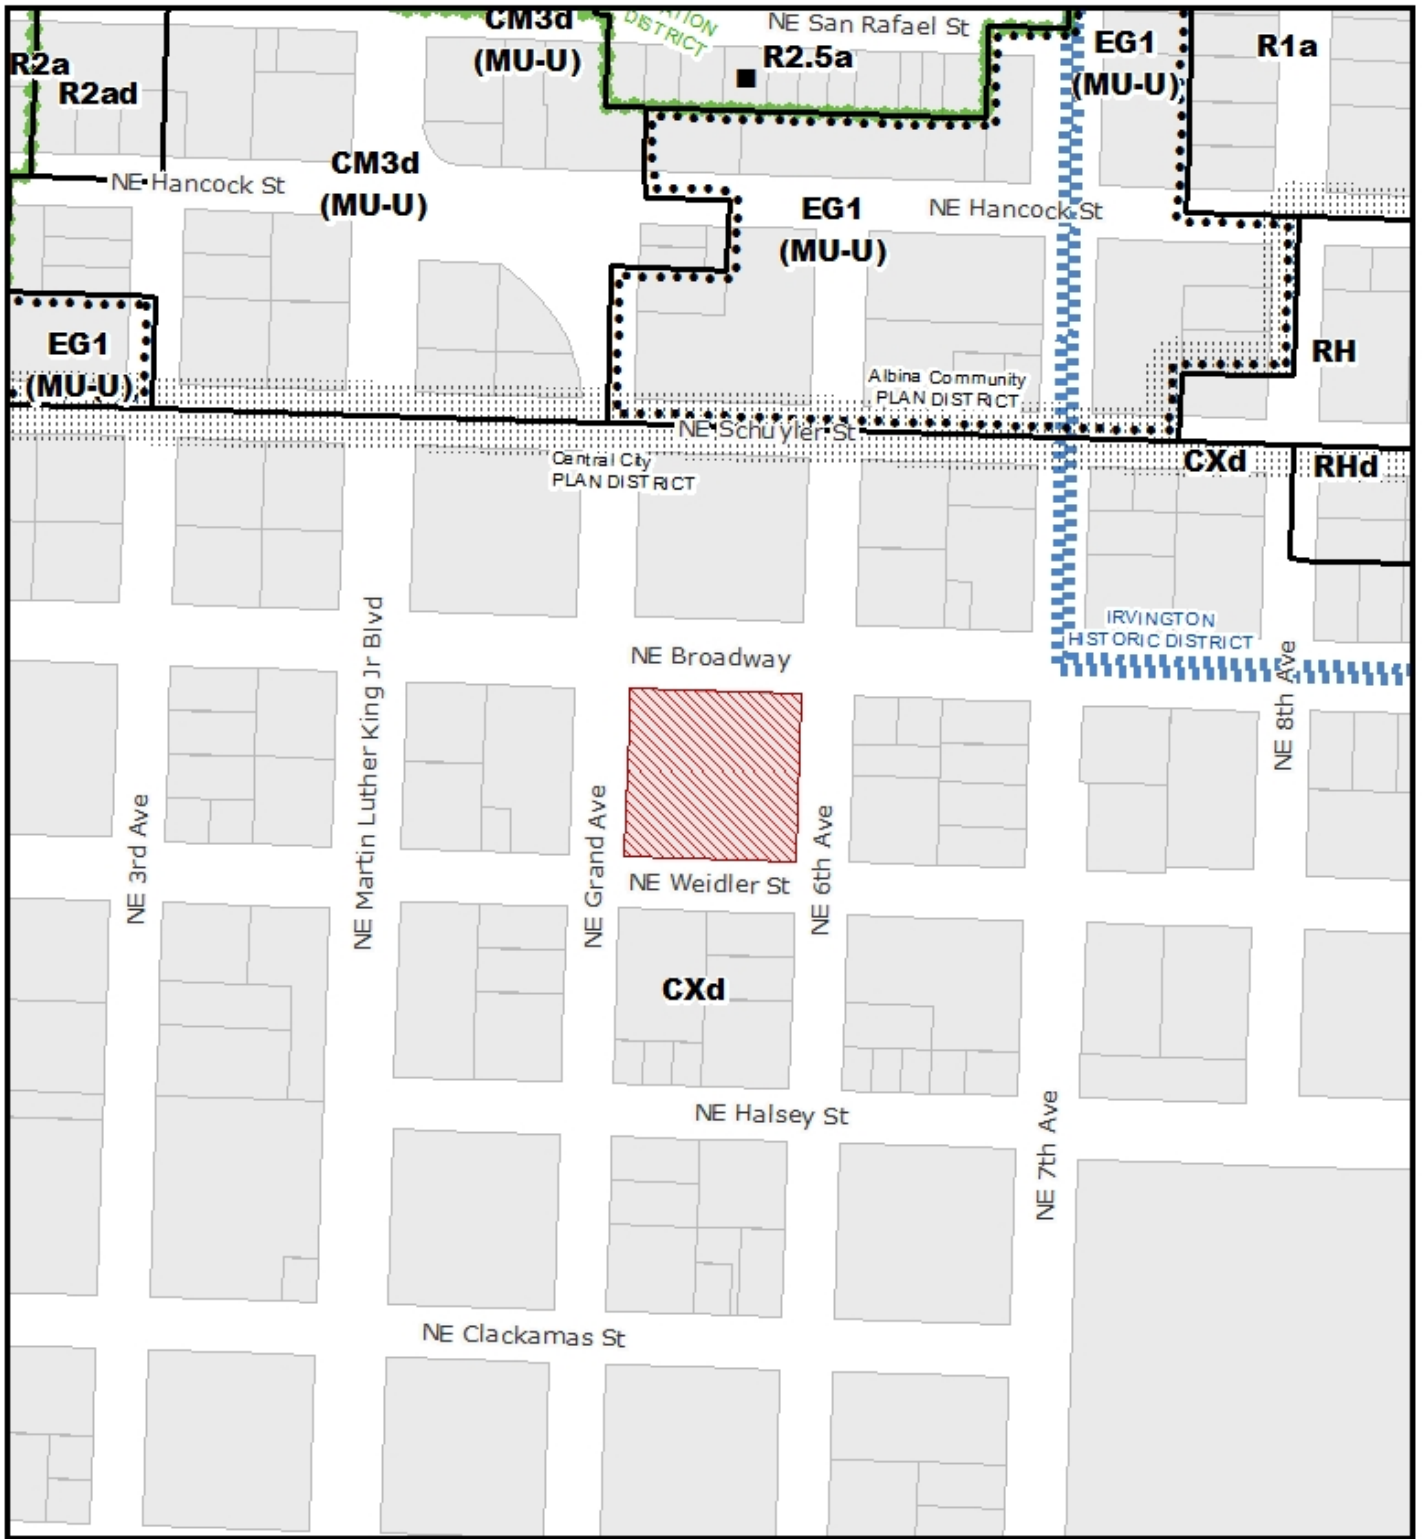 CM3d
(MU-U)
DISTRICT
NE San Rafael St
R2.5a
EG1
(MU-U)
R1a
R2a
R2ad
NE Hancock St
CM3d
(MU-U)
EG1
(MU-U)
NE Hancock St
EG1
(MU-U)
RH
Albina Community
PLAN DISTRICT
NE Schuyler St
Central City
PLAN DISTRICT
CXd
RHd
NE Martin Luther King Jr Blvd
IRVINGTON
HISTORIC DISTRICT
NE Broadway
NE 8th Ave
NE 3rd Ave
NE Grand Ave
NE 6th Ave
NE Weidler St
CXd
NE Halsey St
NE 7th Ave
NE Clackamas St